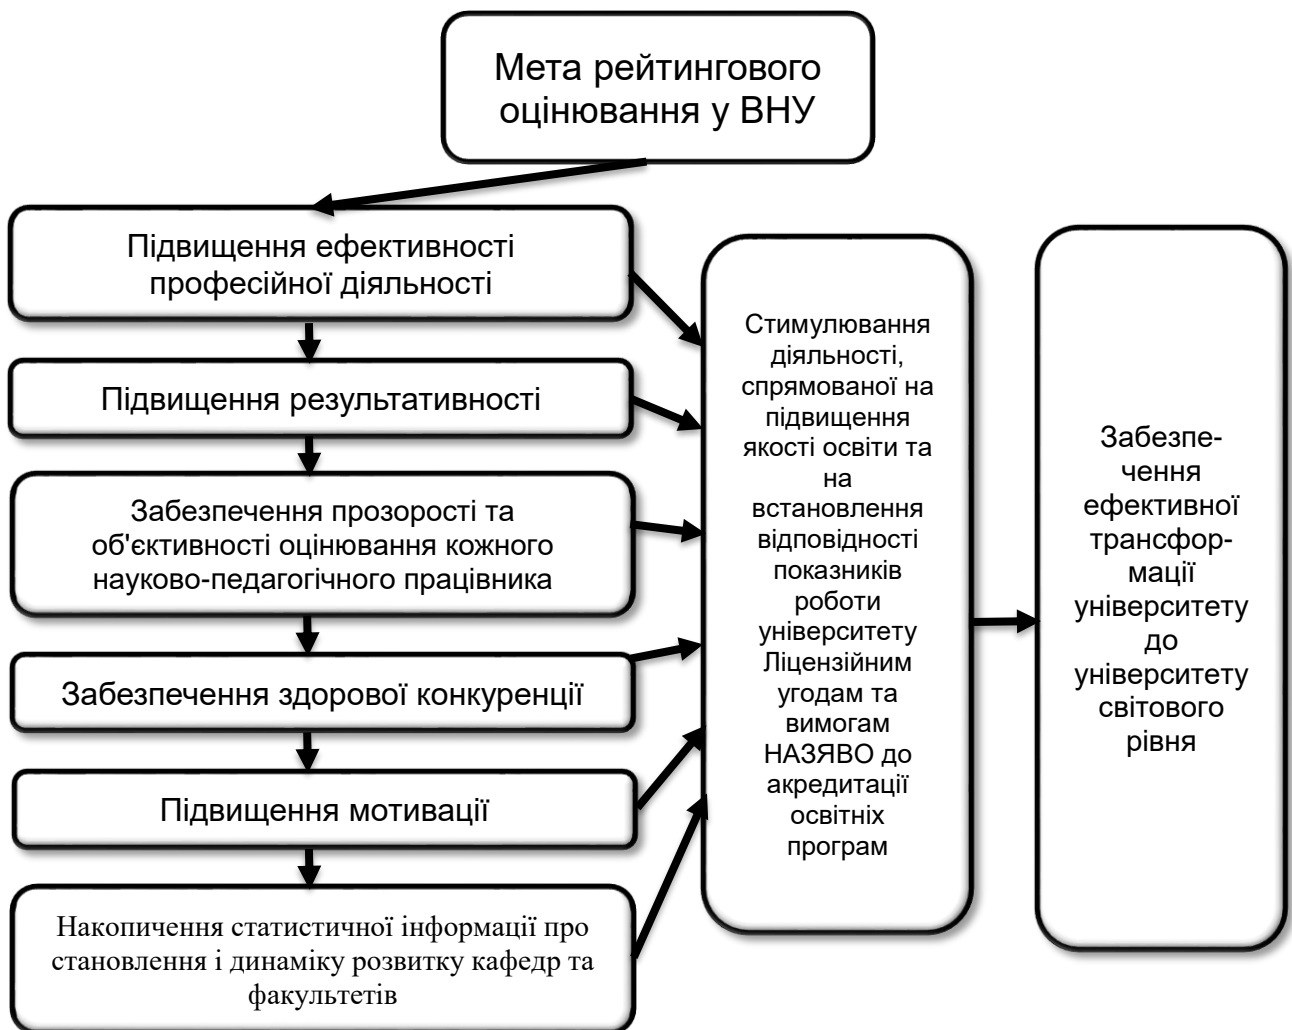 Мета рейтингового
оцінювання у ВНУ
Підвищення ефективності
професійної діяльності
Підвищення результативності
Забезпечення прозорості та
об'єктивності оцінювання кожного
науково-педагогічного працівника
Забезпечення здорової конкуренції
Підвищення мотивації
Накопичення статистичної інформації про
становлення і динаміку розвитку кафедр та
факультетів
Стимулювання
діяльності,
спрямованої на
підвищення
якості освіти та
на
встановлення
відповідності
показників
роботи
університету
Ліцензійним
угодам та
вимогам
НАЗЯВО до
акредитації
освітніх
програм
Забезпе-
чення
ефективної
трансфор-
мації
університету
до
університету
світового
рівня